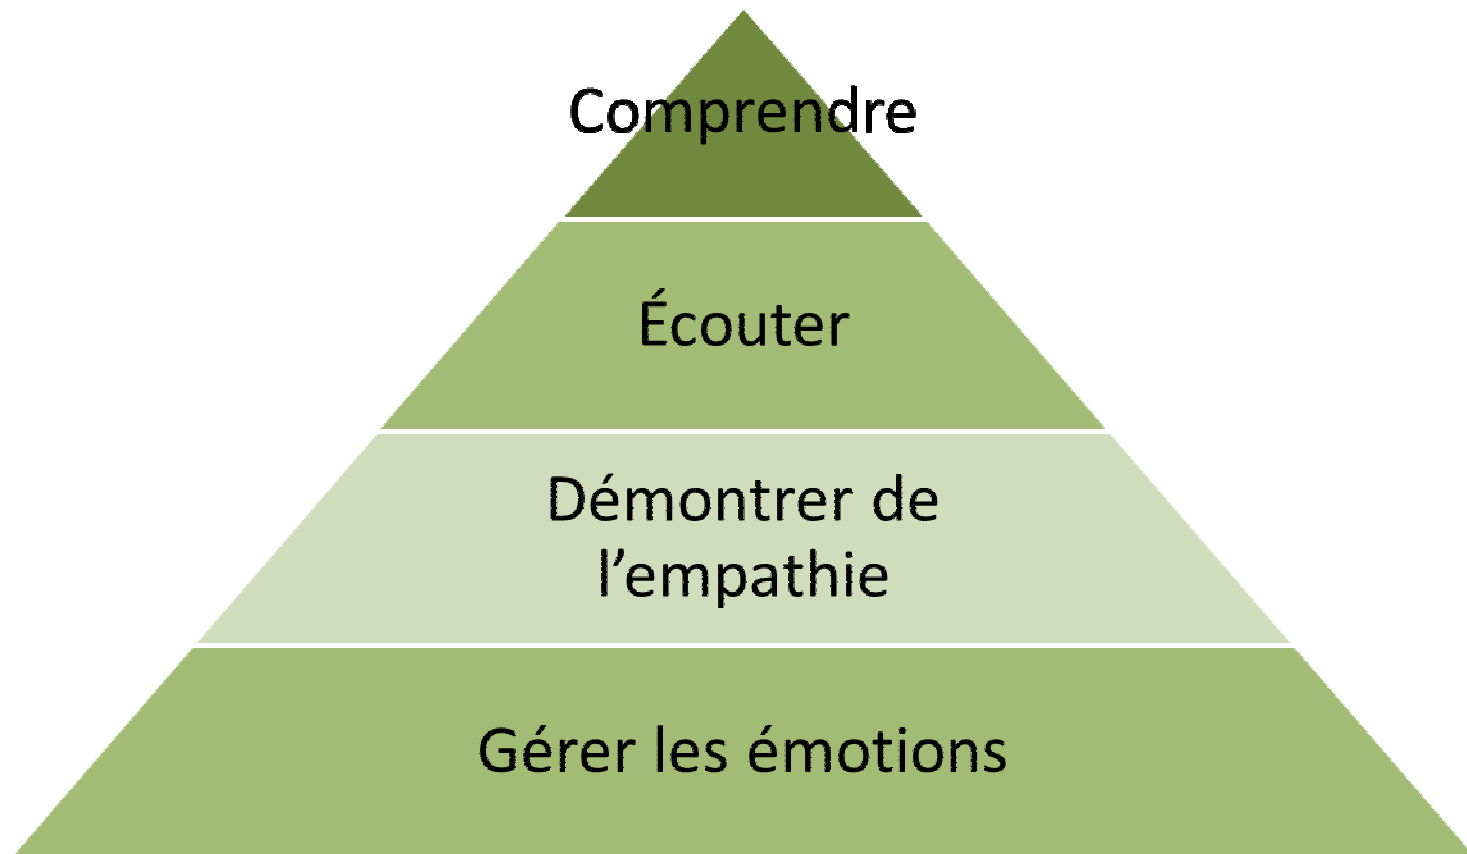 Comprendre
Écouter
Démontrer de
l’empathie
Gérer les émotions